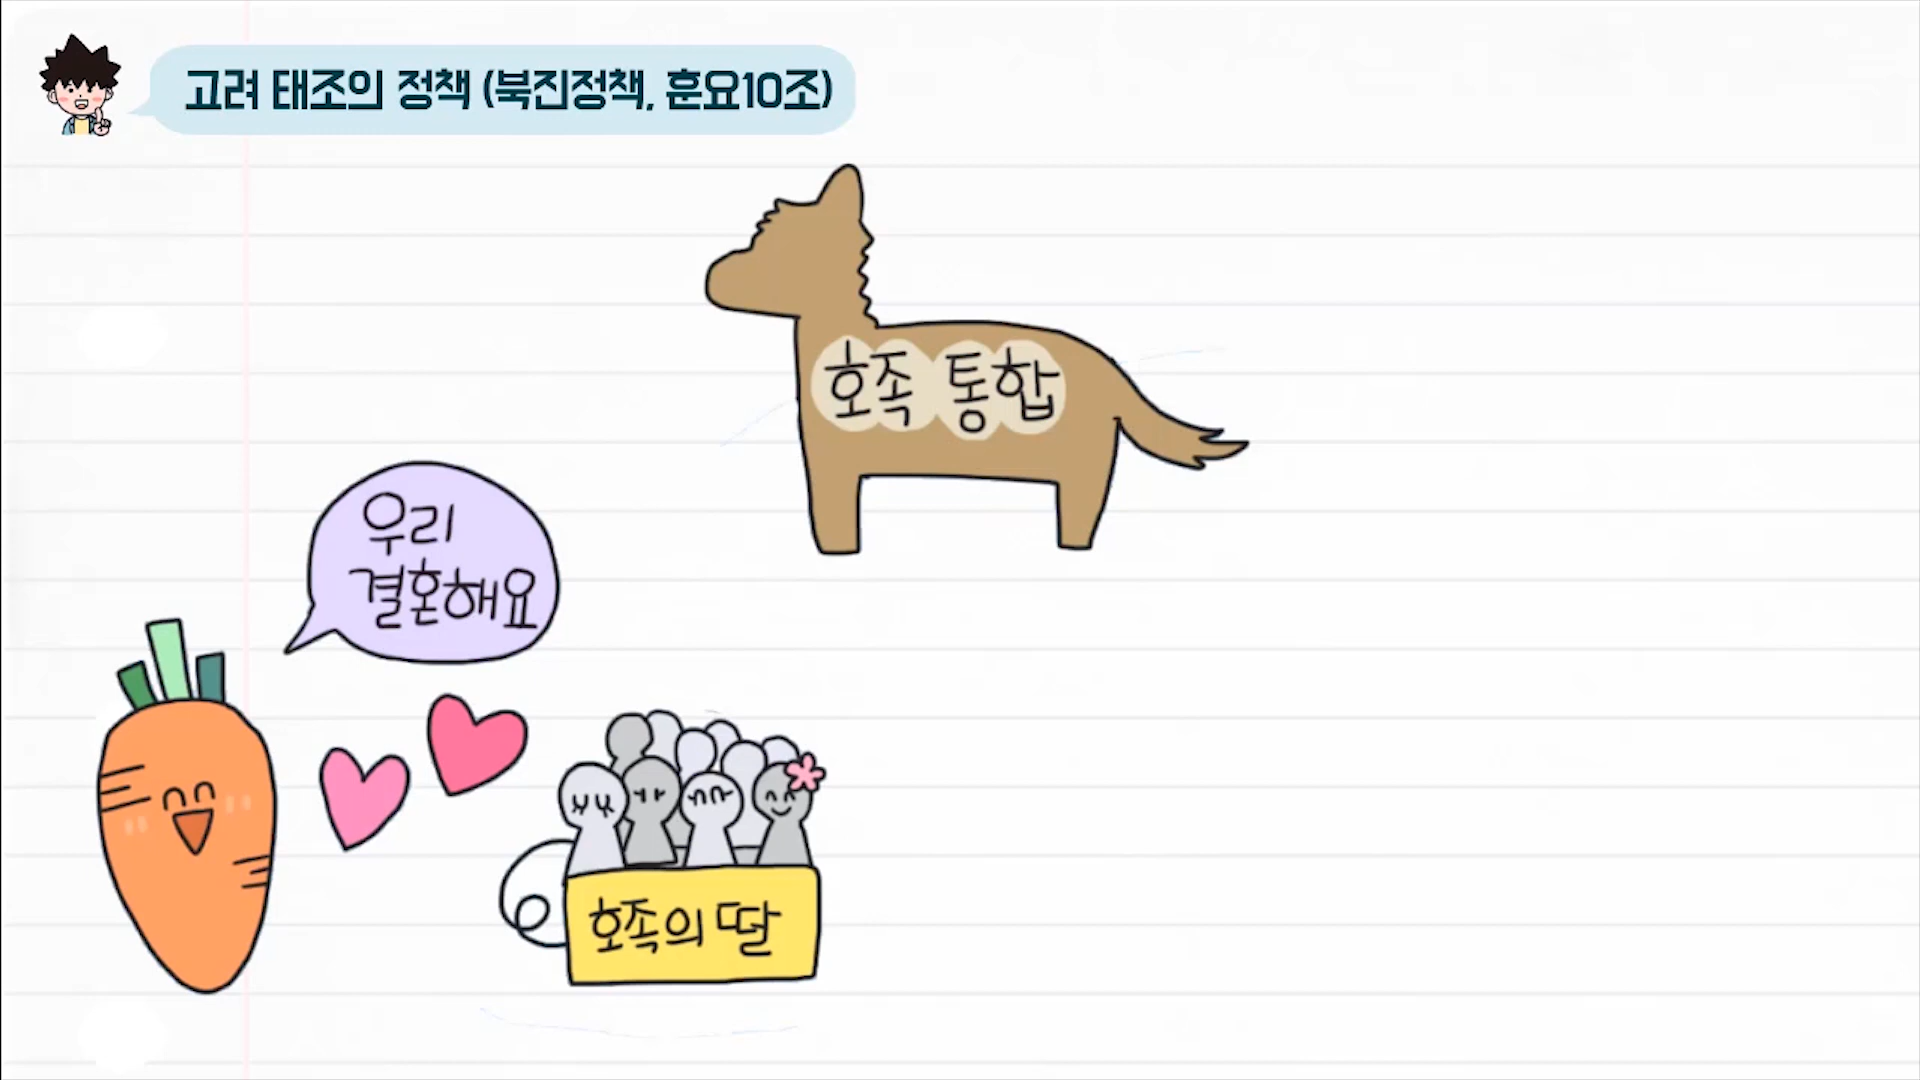 고려 태조의 정책 (북진정책, 훈요10조)
호족 통합
우리
결혼해요
호족의 딸